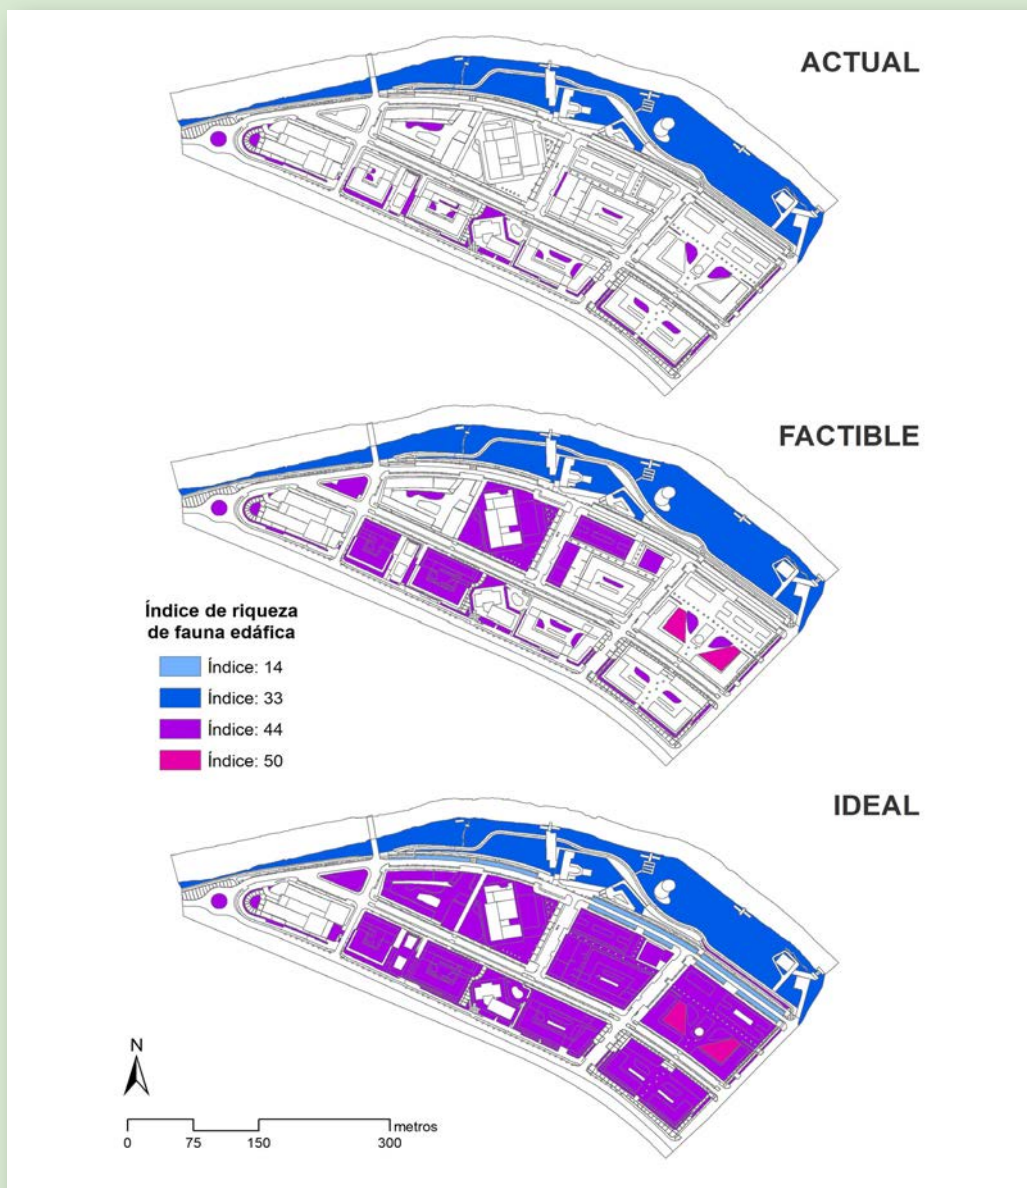 ACTUAL
FACTIBLE
Índice de riqueza
de fauna edáfica
Índice: 14
Índice: 33
Índice: 44
Índice: 50
IDEAL
N
metros
0 75 150 300